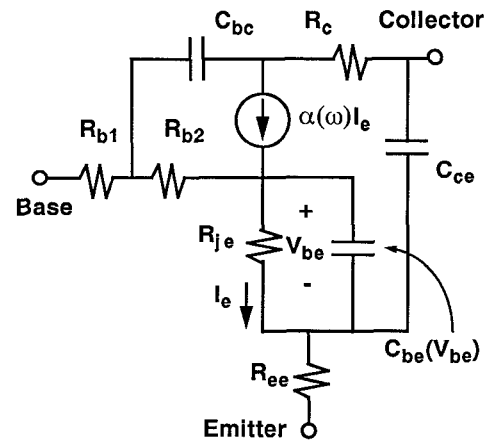 C_bc
R_c
Collector
α(ω)I_e
R_b1
R_b2
C_ce
Base
R_je
+
V_be
-
I_e
C_be(V_be)
R_ee
Emitter